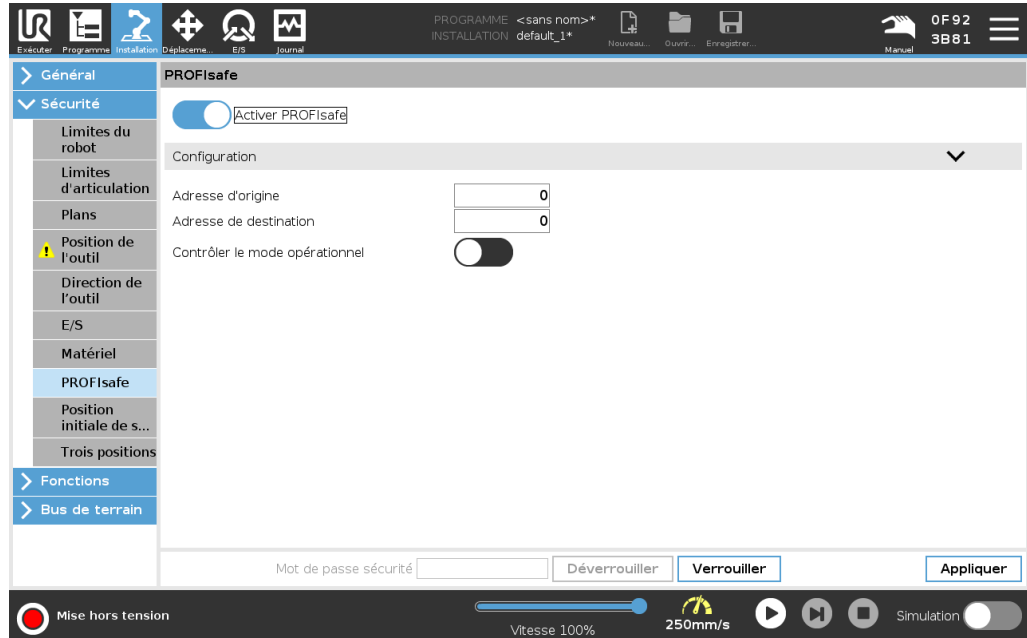 PROGRAMME <sans nom>*
INSTALLATION default_1*
Exécuter
Programme
Installation
Déplaceme...
E/S
Journal
Nouveau...
Ouvrir...
Enregistrer...
Manuel
0F92
3B81
Général
Sécurité
Limites du
robot
Limites
d'articulation
Plans
Position de
l'outil
Direction de
l'outil
E/S
Matériel
PROFIsafe
Position
initiale de s...
Trois positions
Fonctions
Bus de terrain
PROFIsafe
Activer PROFIsafe
Configuration
Adresse d'origine 0
Adresse de destination 0
Contrôler le mode opérationnel
Mot de passe sécurité Déverrouiller Verrouiller Appliquer
Mise hors tension
Vitesse 100%
250mm/s
Simulation